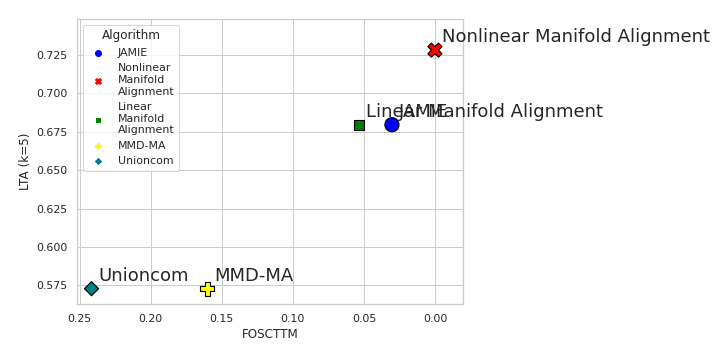 Nonlinear Manifold Alignment
Algorithm
JAMIE
Nonlinear
Manifold
Alignment
Linear
Manifold
Alignment
MMD-MA
Unioncom
Linear Manifold Alignment
JAMIE
Unioncom
MMD-MA
LTA (k=5)
0.725
0.700
0.675
0.650
0.625
0.600
0.575
0.25 0.20 0.15 0.10 0.05 0.00
FOSCTTM